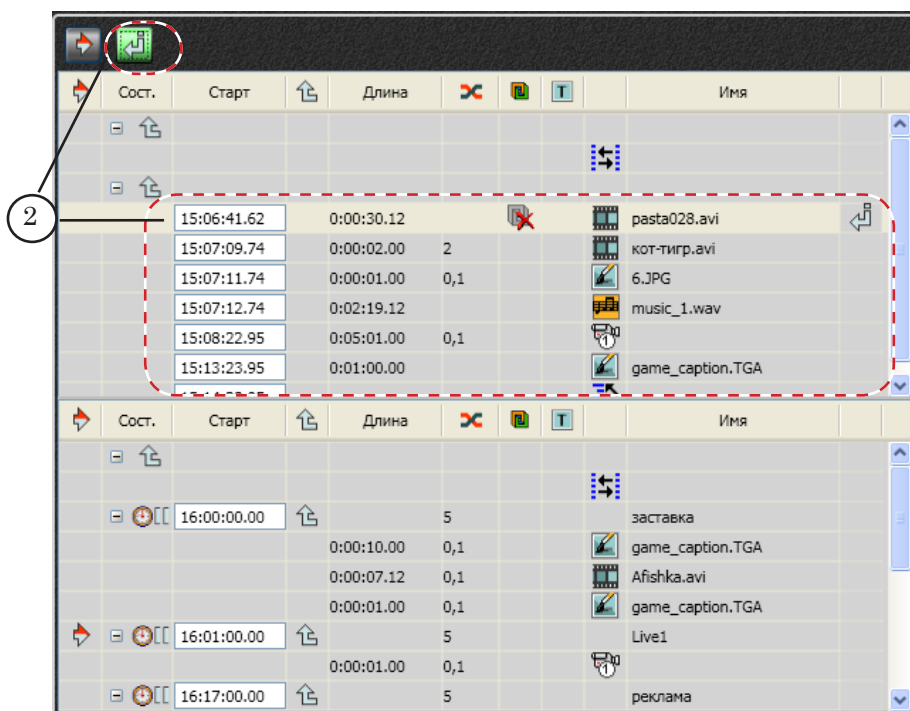 Сост. Старт Длина T Имя
2
15:06:41.62 0:00:30.12 pasta028.avi
15:07:09.74 0:00:02.00 2 кот-тигр.avi
15:07:11.74 0:00:01.00 0,1 6.JPG
15:07:12.74 0:02:19.12 music_1.wav
15:08:22.95 0:05:01.00 0,1 1
15:13:23.95 0:01:00.00 game_caption.TGA
Сост. Старт Длина T Имя
16:00:00.00 5 заставка
0:00:10.00 0,1 game_caption.TGA
0:00:07.12 0,1 Afishka.avi
0:00:01.00 0,1 game_caption.TGA
16:01:00.00 5 Live1
0:00:01.00 0,1 1
16:17:00.00 5 реклама